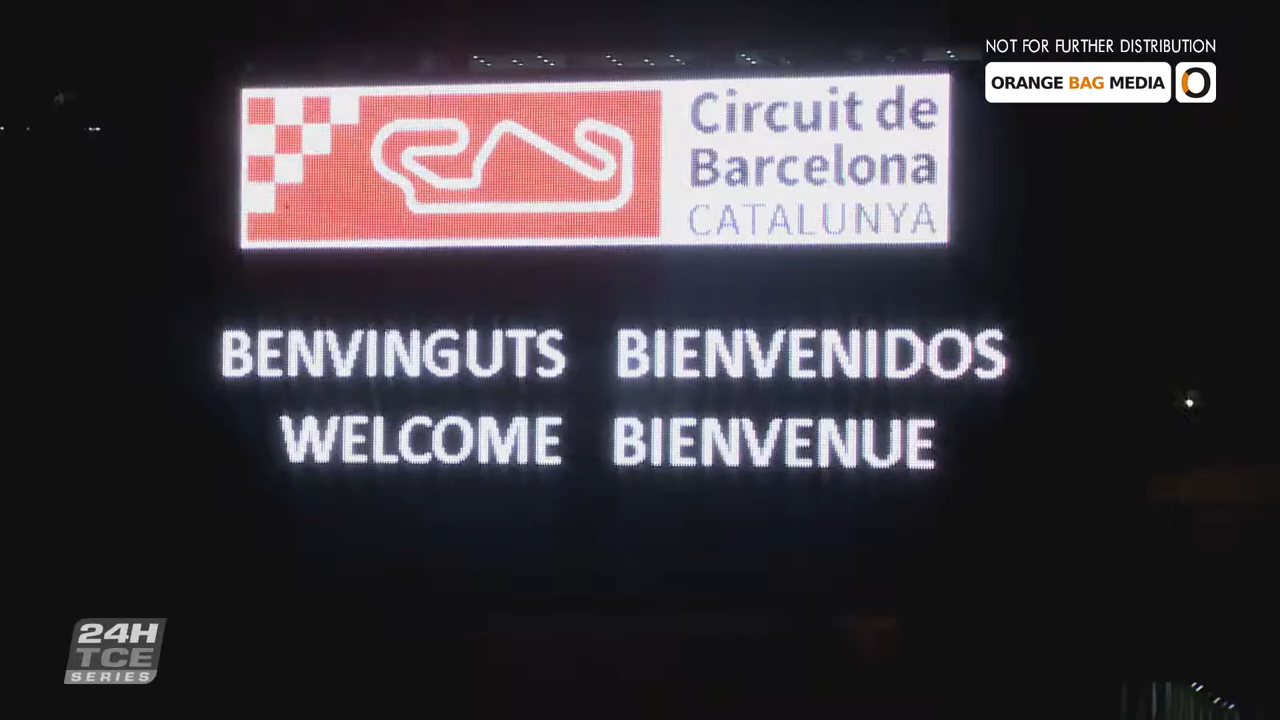 NOT FOR FURTHER DISTRIBUTION
ORANGE BAG MEDIA
Circuit de
Barcelona
CATALUNYA
BENVINGUTS BIENVENIDOS
WELCOME BIENVENUE
24H
TCE
SERIES